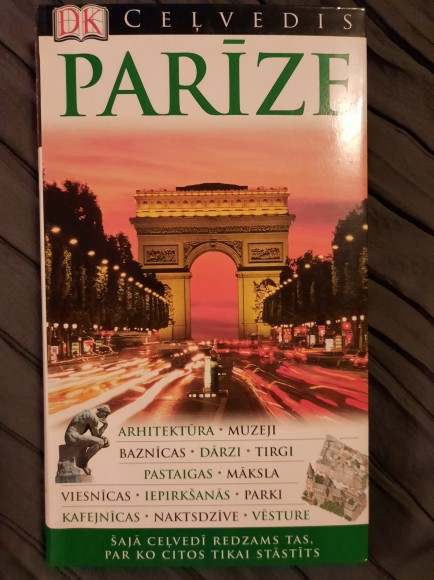 DK CEĻVEDIS
PARĪZE
ARHITEKTŪRA • MUZEJI
BAZNĪCAS • DĀRZI • TIRGI
PASTAIGAS • MĀKSLA
VIESNĪCAS • IEPIRKŠANĀS • PARKI
KAFEJNĪCAS • NAKTSDZĪVE • VĒSTURE
ŠAJĀ CEĻVEDĪ REDZAMS TAS,
PAR KO CITOS TIKAI STĀSTĪTS